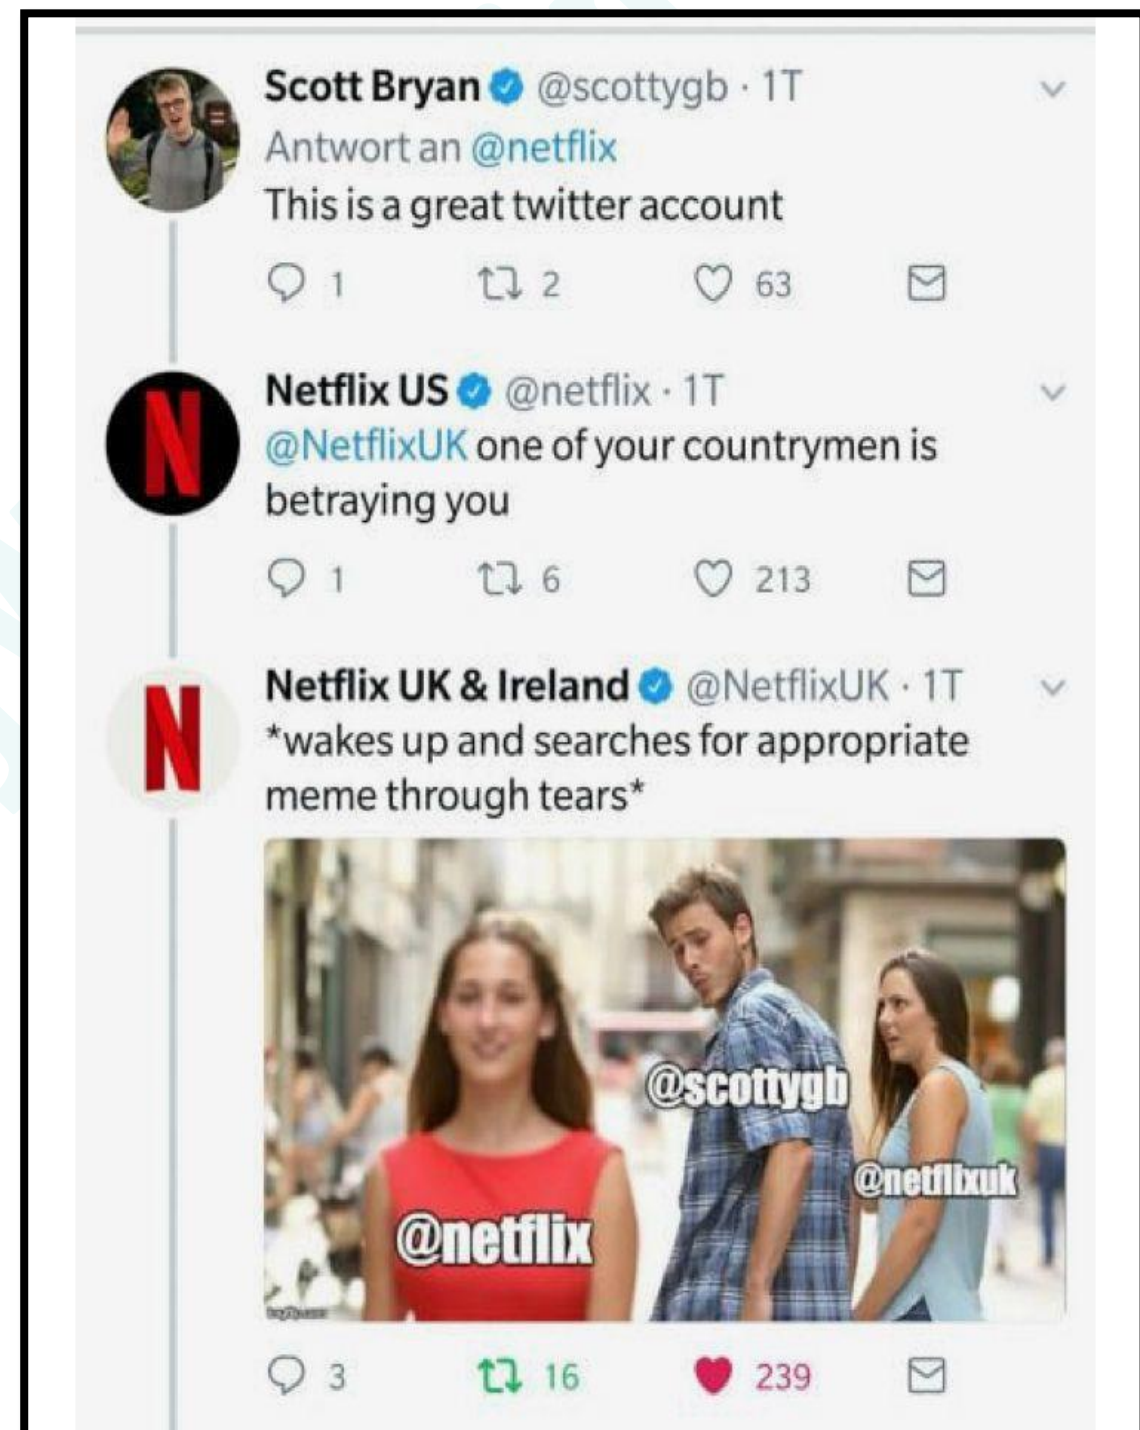 Scott Bryan @scottygb · 1T
Antwort an @netflix
This is a great twitter account
1 2 63
Netflix US @netflix · 1T
@NetflixUK one of your countrymen is
betraying you
1 6 213
Netflix UK & Ireland @NetflixUK · 1T
*wakes up and searches for appropriate
meme through tears*
@scottygb
@netflixuk
@netflix
imgflip.com
3 16 239